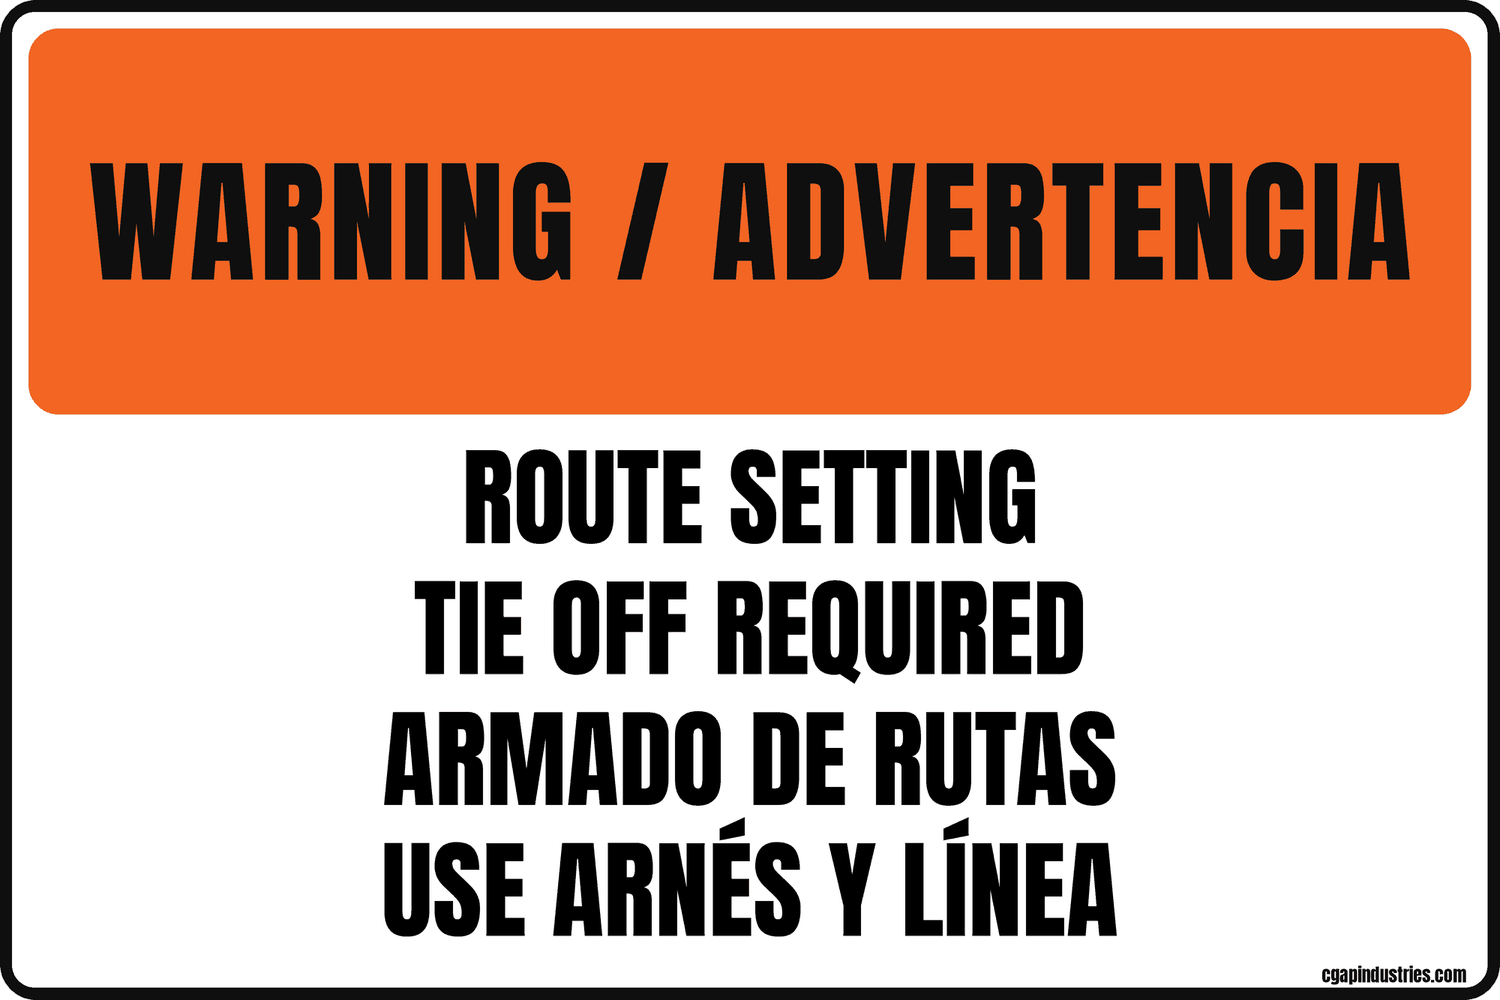 WARNING / ADVERTENCIA
ROUTE SETTING
TIE OFF REQUIRED
ARMADO DE RUTAS
USE ARNÉS Y LÍNEA
cgapindustries.com